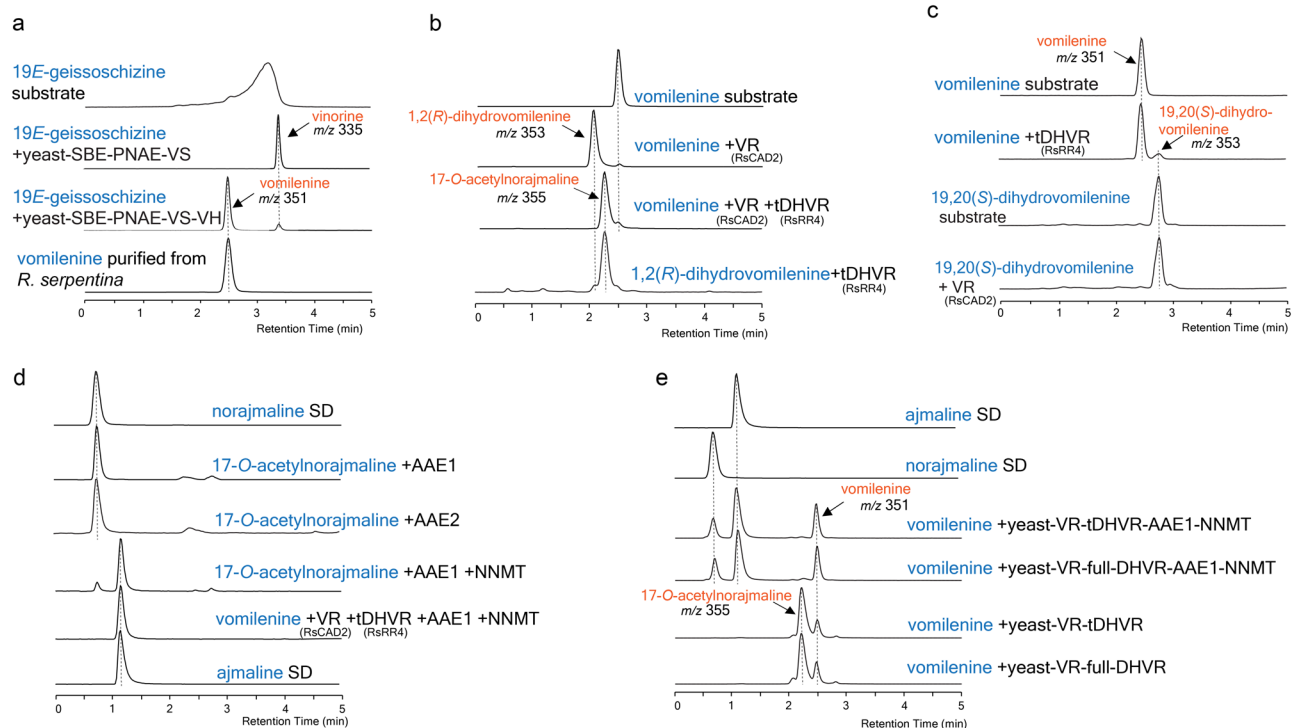 a
19E-geissoschizine
substrate
19E-geissoschizine
+yeast-SBE-PNAE-VS
vinorine
m/z 335
19E-geissoschizine
+yeast-SBE-PNAE-VS-VH
vomilenine
m/z 351
vomilenine purified from
R. serpentina
0 1 2 3 4 5
Retention Time (min)
b
vomilenine substrate
1,2(R)-dihydrovomilenine
m/z 353
vomilenine +VR
(RsCAD2)
17-O-acetylnorajmaline
m/z 355
vomilenine +VR +tDHVR
(RsCAD2) (RsRR4)
1,2(R)-dihydrovomilenine+tDHVR
(RsRR4)
0 1 2 3 4 5
Retention Time (min)
c
vomilenine
m/z 351
vomilenine substrate
19,20(S)-dihydro-
vomilenine
m/z 353
vomilenine +tDHVR
(RsRR4)
19,20(S)-dihydrovomilenine
substrate
19,20(S)-dihydrovomilenine
+ VR
(RsCAD2)
0 1 2 3 4 5
Retention Time (min)
d
norajmaline SD
17-O-acetylnorajmaline +AAE1
17-O-acetylnorajmaline +AAE2
17-O-acetylnorajmaline +AAE1 +NNMT
vomilenine +VR +tDHVR +AAE1 +NNMT
(RsCAD2) (RsRR4)
ajmaline SD
0 1 2 3 4 5
Retention Time (min)
e
ajmaline SD
norajmaline SD
vomilenine
m/z 351
vomilenine +yeast-VR-tDHVR-AAE1-NNMT
vomilenine +yeast-VR-full-DHVR-AAE1-NNMT
17-O-acetylnorajmaline
m/z 355
vomilenine +yeast-VR-tDHVR
vomilenine +yeast-VR-full-DHVR
0 1 2 3 4 5
Retention Time (min)